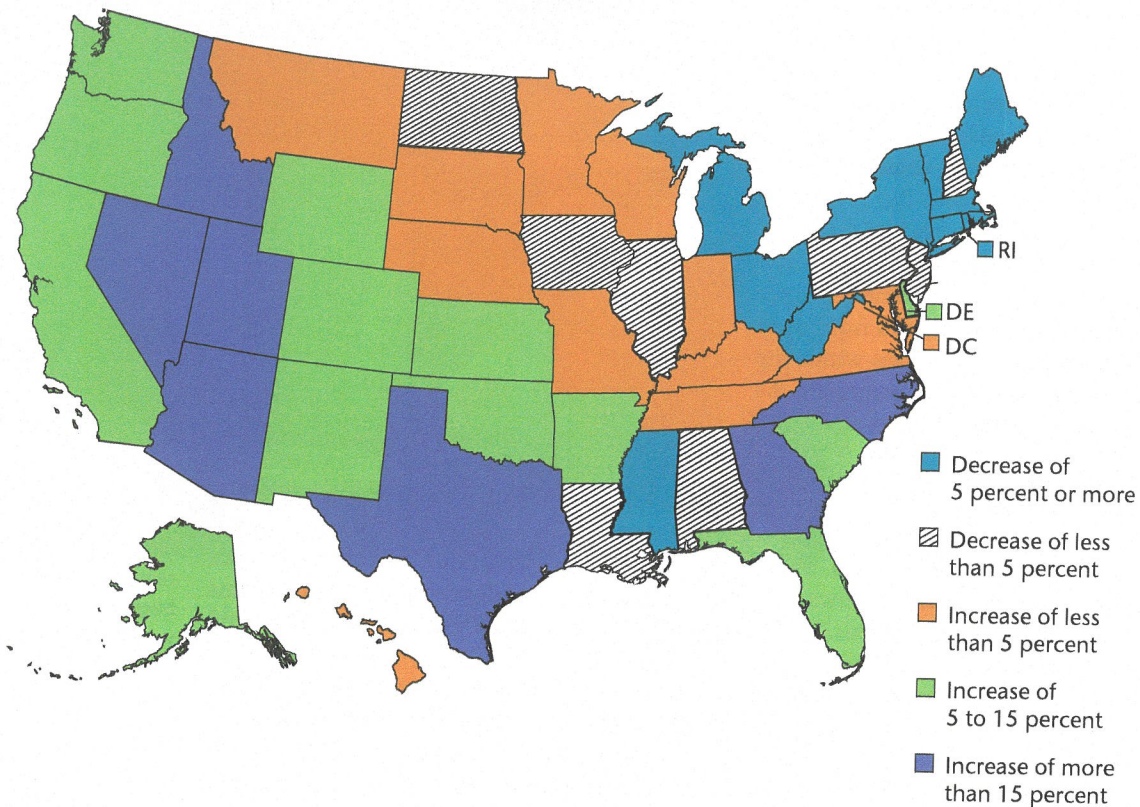 RI
DE
DC
Decrease of
5 percent or more
Decrease of less
than 5 percent
Increase of less
than 5 percent
Increase of
5 to 15 percent
Increase of more
than 15 percent